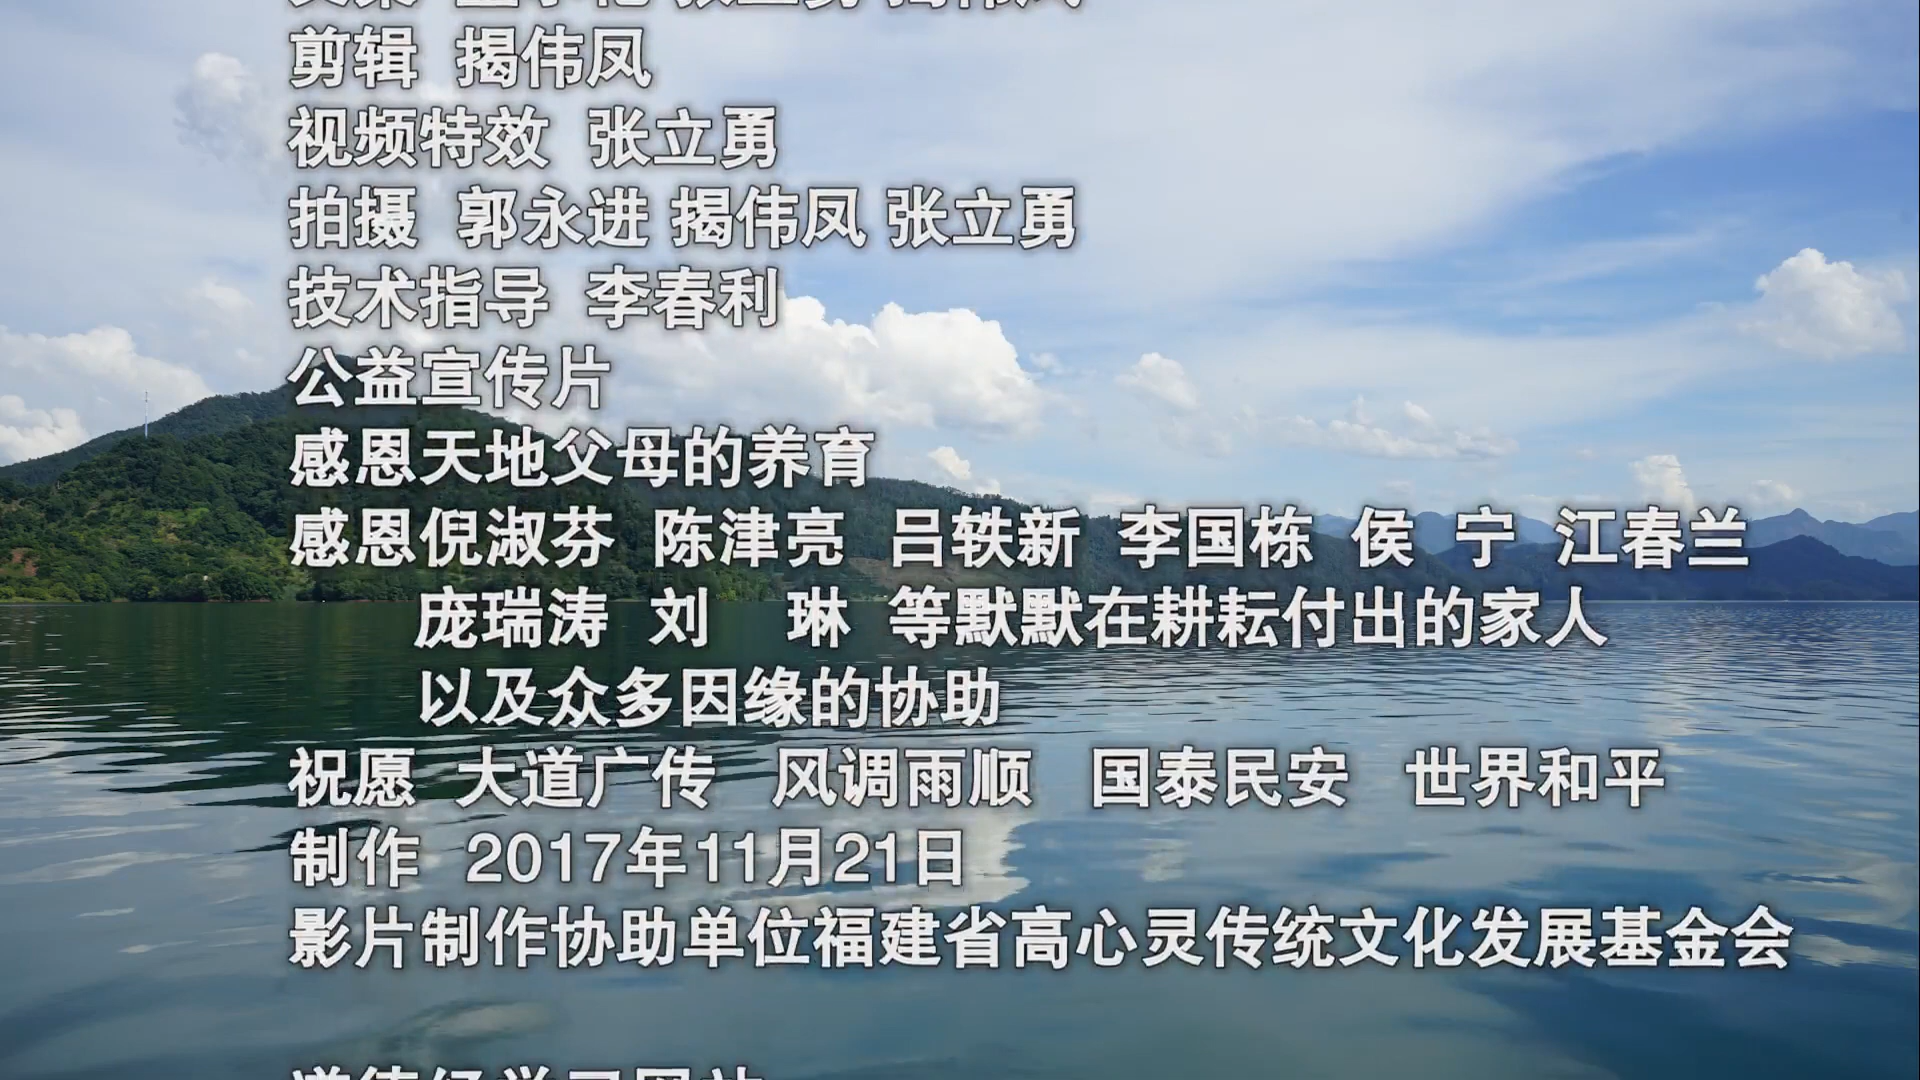 剪辑 揭伟凤
视频特效 张立勇
拍摄 郭永进 揭伟凤 张立勇
技术指导 李春利
公益宣传片
感恩天地父母的养育
感恩倪淑芬 陈津亮 吕轶新 李国栋 侯 宁 江春兰
庞瑞涛 刘 琳 等默默在耕耘付出的家人
以及众多因缘的协助
祝愿 大道广传 风调雨顺 国泰民安 世界和平
制作 2017年11月21日
影片制作协助单位福建省高心灵传统文化发展基金会